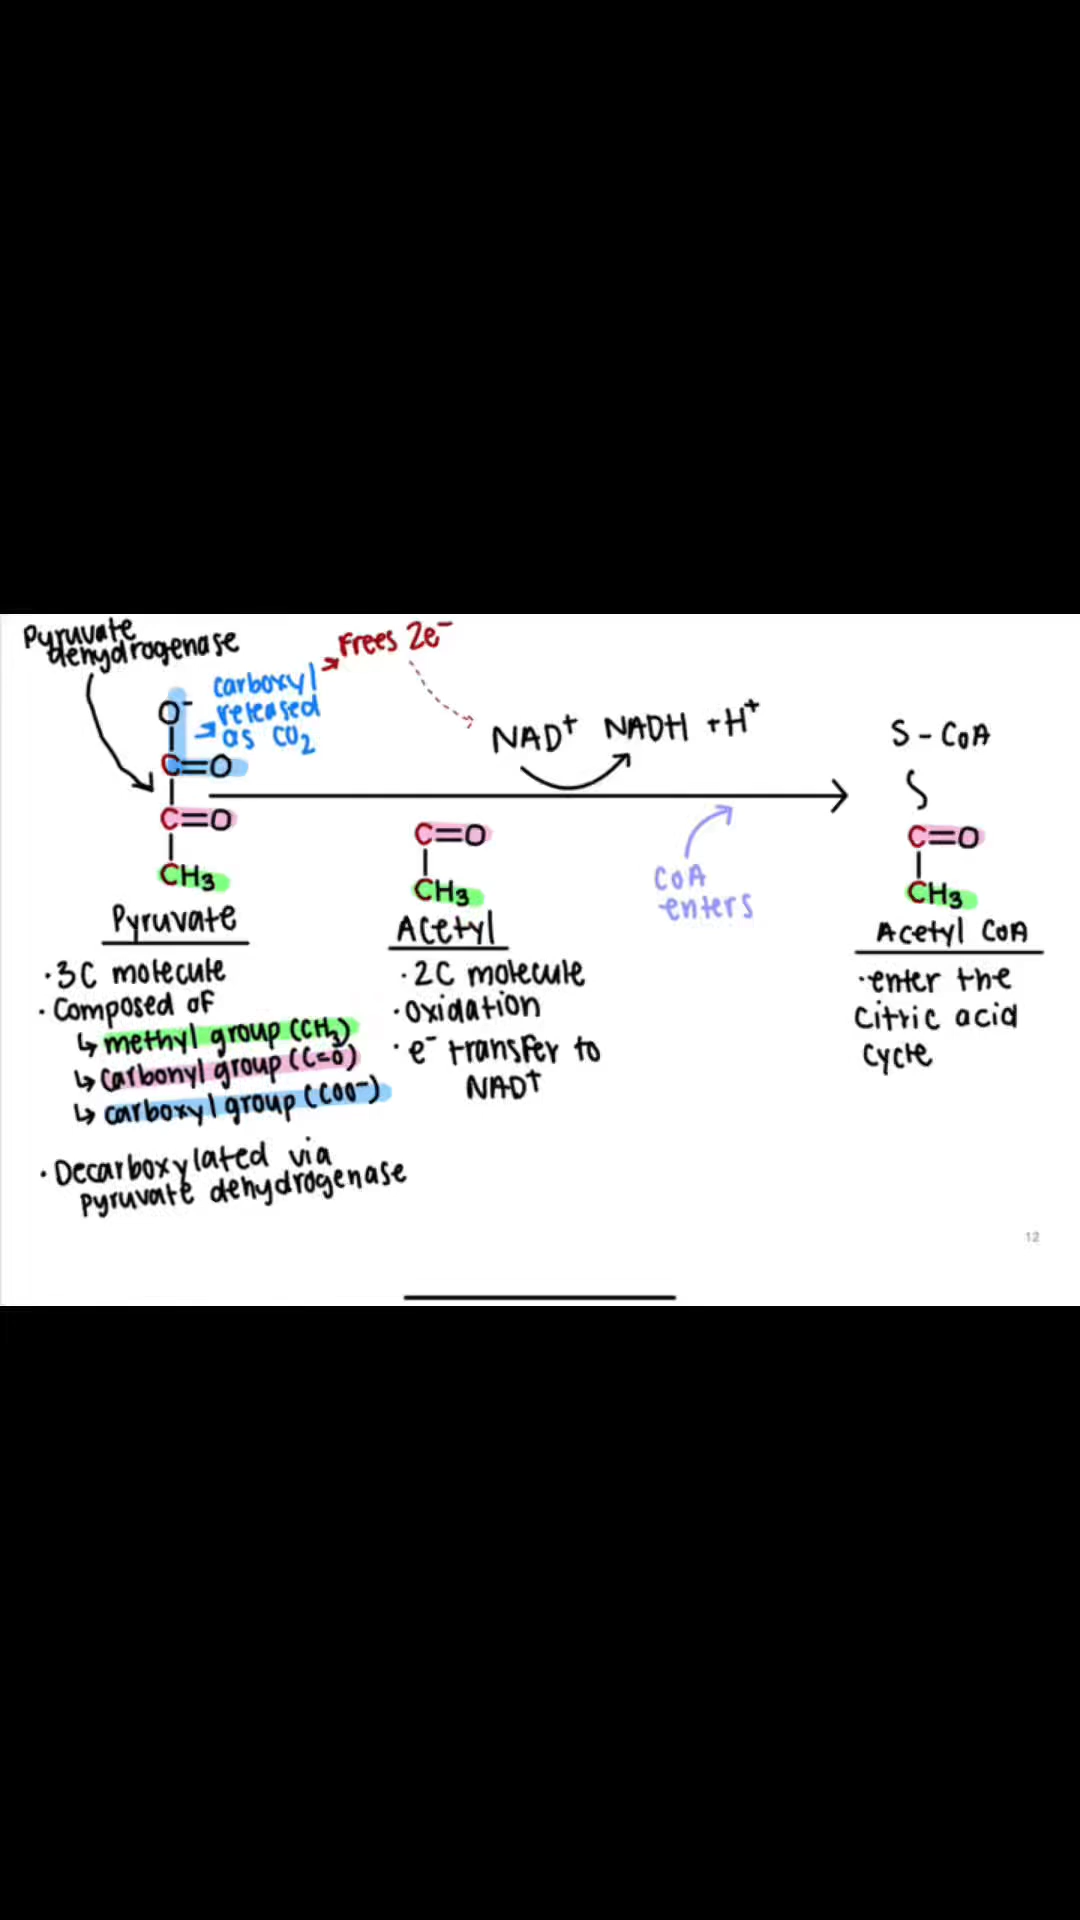 Pyruvate
dehydrogenase
Frees 2e⁻
carboxyl
released
as CO₂
O⁻
C=O
C=O
CH₃
NAD⁺ NADH + H⁺
C=O
CH₃
CoA
enters
S - CoA
C=O
CH₃
Pyruvate
· 3C molecule
· Composed of
↳ methyl group (CH₃)
↳ carbonyl group (C=O)
↳ carboxyl group (COO⁻)
· Decarboxylated via
pyruvate dehydrogenase
Acetyl
· 2C molecule
· Oxidation
· e⁻ transfer to
NAD⁺
Acetyl CoA
· enter the
citric acid
cycle
12